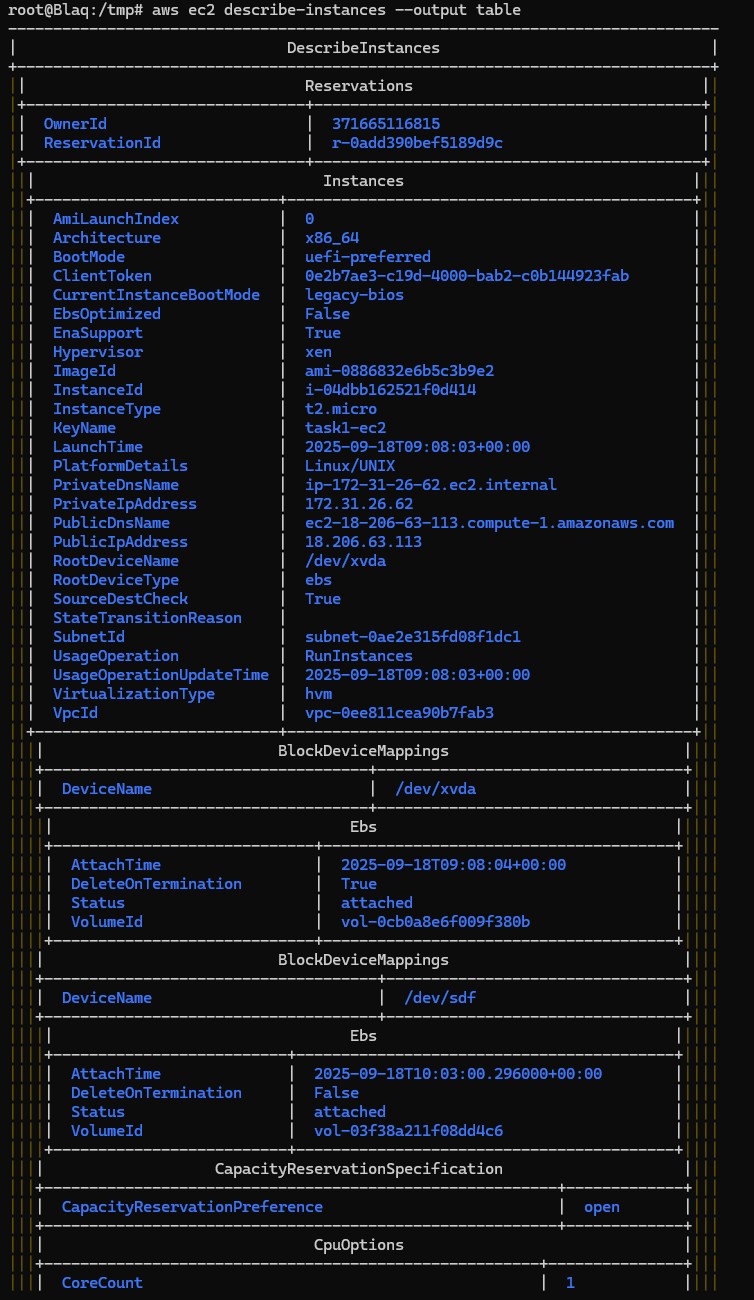 root@Blaq:/tmp# aws ec2 describe-instances --output table
DescribeInstances
Reservations
OwnerId | 371665116815
ReservationId | r-0add390bef5189d9c
Instances
AmiLaunchIndex | 0
Architecture | x86_64
BootMode | uefi-preferred
ClientToken | 0e2b7ae3-c19d-4000-bab2-c0b144923fab
CurrentInstanceBootMode | legacy-bios
EbsOptimized | False
EnaSupport | True
Hypervisor | xen
ImageId | ami-0886832e6b5c3b9e2
InstanceId | i-04dbb162521f0d414
InstanceType | t2.micro
KeyName | task1-ec2
LaunchTime | 2025-09-18T09:08:03+00:00
PlatformDetails | Linux/UNIX
PrivateDnsName | ip-172-31-26-62.ec2.internal
PrivateIpAddress | 172.31.26.62
PublicDnsName | ec2-18-206-63-113.compute-1.amazonaws.com
PublicIpAddress | 18.206.63.113
RootDeviceName | /dev/xvda
RootDeviceType | ebs
SourceDestCheck | True
StateTransitionReason |
SubnetId | subnet-0ae2e315fd08f1dc1
UsageOperation | RunInstances
UsageOperationUpdateTime | 2025-09-18T09:08:03+00:00
VirtualizationType | hvm
VpcId | vpc-0ee811cea90b7fab3
BlockDeviceMappings
DeviceName | /dev/xvda
Ebs
AttachTime | 2025-09-18T09:08:04+00:00
DeleteOnTermination | True
Status | attached
VolumeId | vol-0cb0a8e6f009f380b
BlockDeviceMappings
DeviceName | /dev/sdf
Ebs
AttachTime | 2025-09-18T10:03:00.296000+00:00
DeleteOnTermination | False
Status | attached
VolumeId | vol-03f38a211f08dd4c6
CapacityReservationSpecification
CapacityReservationPreference | open
CpuOptions
CoreCount | 1